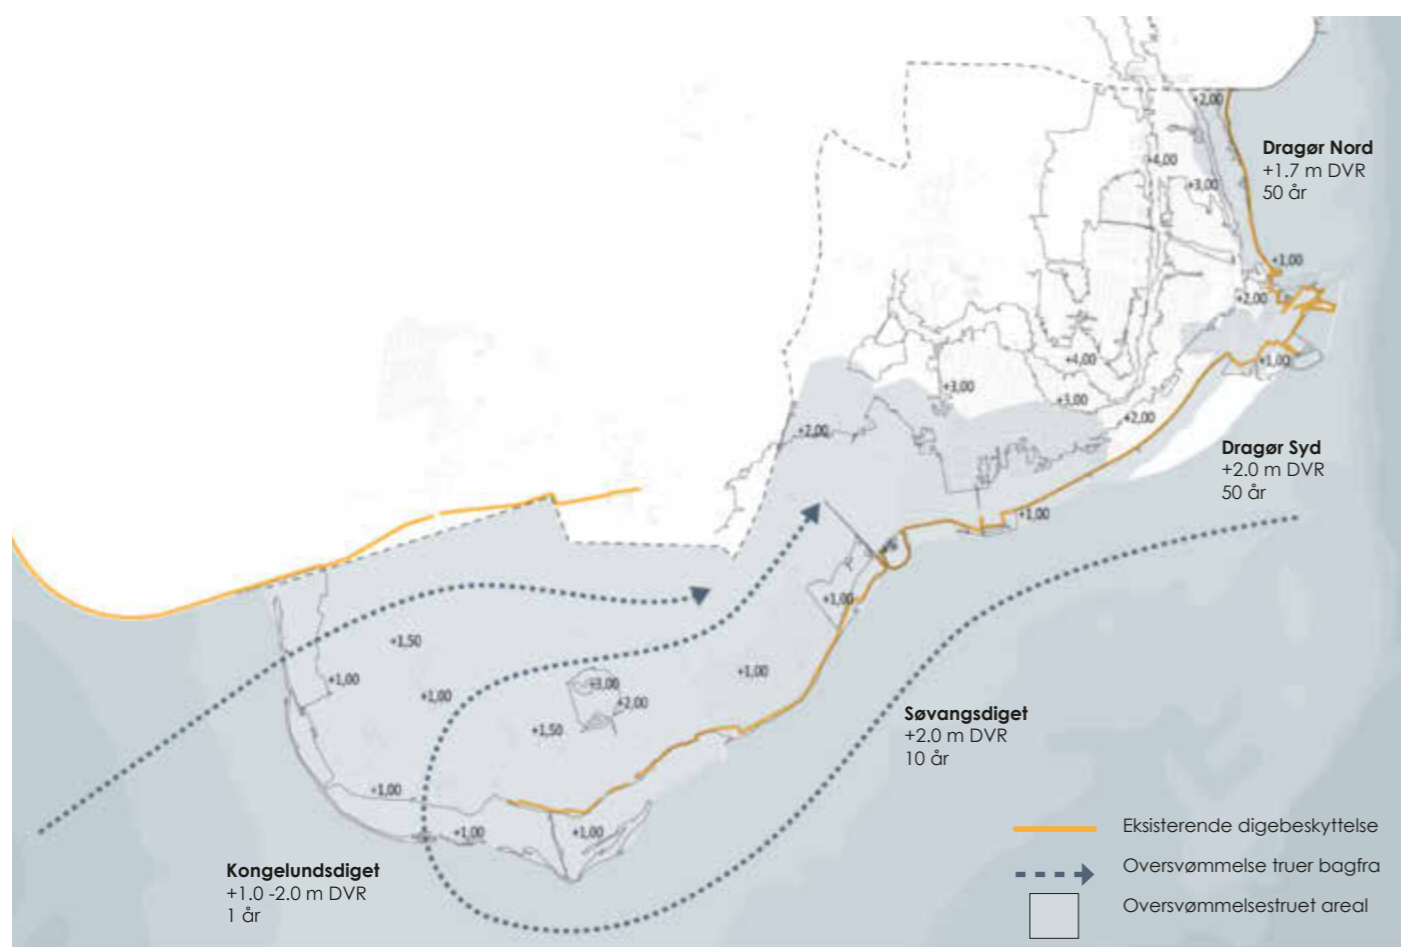 +2,00
Dragør Nord
+1.7 m DVR
50 år
+4,00
+3,00
+1,00
+2,00
+4,00
+1,00
+3,00
+3,00
+2,00
+2,00
Dragør Syd
+2.0 m DVR
50 år
+1,00
+1,00
+1,50
+1,00
+1,00
+1,00
+3,00
+2,00
+1,50
Søvangsdiget
+2.0 m DVR
10 år
+1,00
+1,00
+1,00
Eksisterende digebeskyttelse
Oversvømmelse truer bagfra
Oversvømmelsestruet areal
Kongelundsdiget
+1.0 -2.0 m DVR
1 år